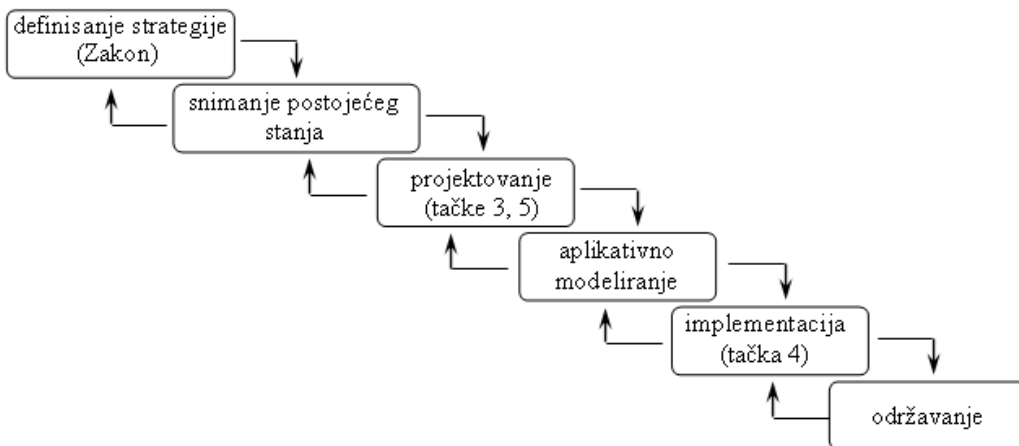 definisanje strategije
(Zakon)
snimanje postojećeg
stanja
projektovanje
(tačke 3, 5)
aplikativno
modeliranje
implementacija
(tačka 4)
održavanje